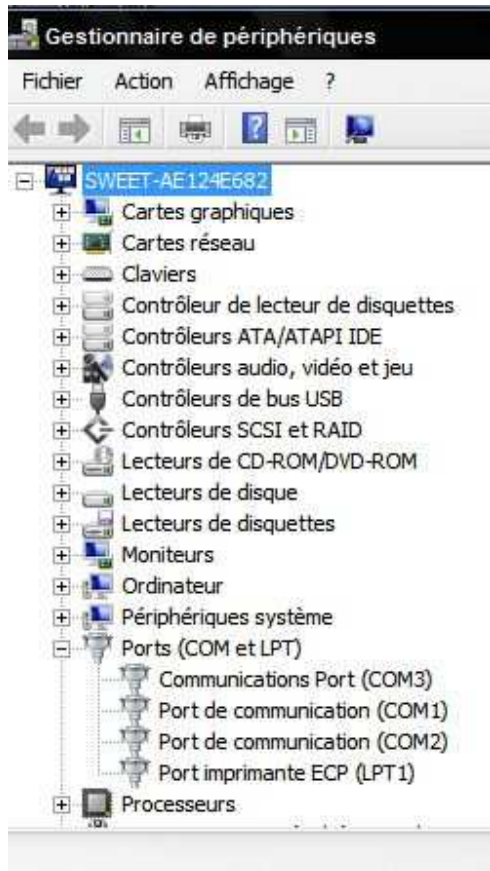 Gestionnaire de périphériques
Fichier Action Affichage ?
SWEET-AE124E682
Cartes graphiques
Cartes réseau
Claviers
Contrôleur de lecteur de disquettes
Contrôleurs ATA/ATAPI IDE
Contrôleurs audio, vidéo et jeu
Contrôleurs de bus USB
Contrôleurs SCSI et RAID
Lecteurs de CD-ROM/DVD-ROM
Lecteurs de disque
Lecteurs de disquettes
Moniteurs
Ordinateur
Périphériques système
Ports (COM et LPT)
Communications Port (COM3)
Port de communication (COM1)
Port de communication (COM2)
Port imprimante ECP (LPT1)
Processeurs